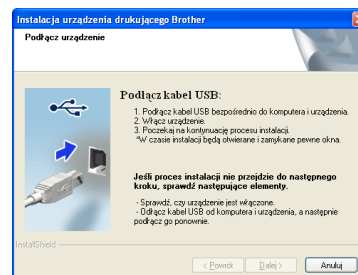 Instalacja urządzenia drukującego Brother
Podłącz urządzenie
Podłącz kabel USB:
1. Podłącz kabel USB bezpośrednio do komputera i urządzenia.
2. Włącz urządzenie.
3. Poczekaj na kontynuację procesu instalacji.
*W czasie instalacji będą otwierane i zamykane pewne okna.
Jeśli proces instalacji nie przejdzie do następnego
kroku, sprawdź następujące elementy.
- Sprawdź, czy urządzenie jest włączone.
- Odłącz kabel USB od komputera i urządzenia, a następnie
podłącz go ponownie.
InstallShield
< Powrót
Dalej >
Anuluj